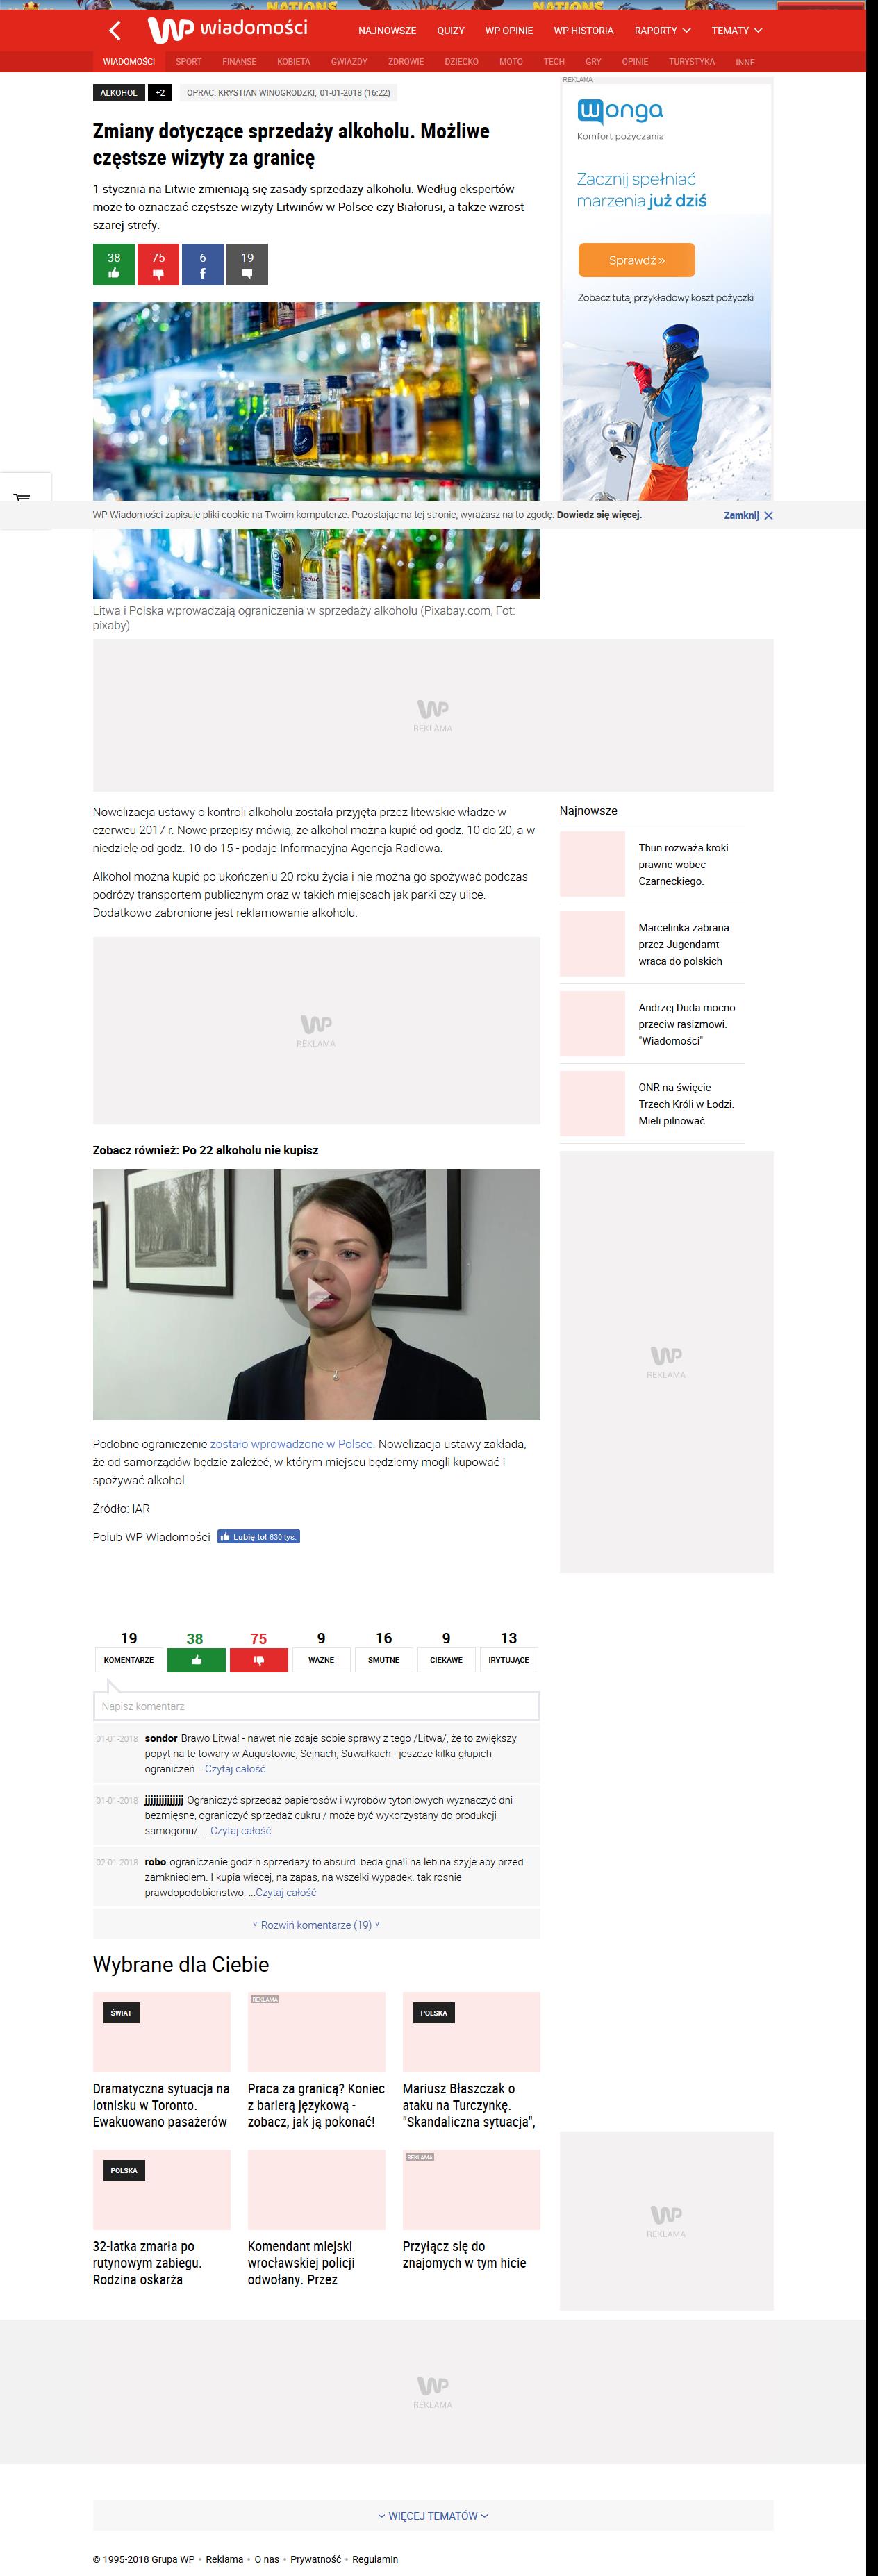 NATIONS
NATIONS
WP wiadomości
NAJNOWSZE QUIZY WP OPINIE WP HISTORIA RAPORTY TEMATY
WIADOMOŚCI SPORT FINANSE KOBIETA GWIAZDY ZDROWIE DZIECKO MOTO TECH GRY OPINIE TURYSTYKA INNE
ALKOHOL +2 OPRAC. KRYSTIAN WINOGRODZKI, 01-01-2018 (16:22)
Zmiany dotyczące sprzedaży alkoholu. Możliwe
częstsze wizyty za granicę
1 stycznia na Litwie zmieniają się zasady sprzedaży alkoholu. Według ekspertów
może to oznaczać częstsze wizyty Litwinów w Polsce czy Białorusi, a także wzrost
szarej strefy.
38 75 6 19
REKLAMA
wonga
Komfort pożyczania
Zacznij spełniać
marzenia już dziś
Sprawdź »
Zobacz tutaj przykładowy koszt pożyczki
WP Wiadomości zapisuje pliki cookie na Twoim komputerze. Pozostając na tej stronie, wyrażasz na to zgodę. Dowiedz się więcej.
Zamknij
Litwa i Polska wprowadzają ograniczenia w sprzedaży alkoholu (Pixabay.com, Fot:
pixaby)
WP
REKLAMA
Nowelizacja ustawy o kontroli alkoholu została przyjęta przez litewskie władze w
czerwcu 2017 r. Nowe przepisy mówią, że alkohol można kupić od godz. 10 do 20, a w
niedzielę od godz. 10 do 15 - podaje Informacyjna Agencja Radiowa.
Alkohol można kupić po ukończeniu 20 roku życia i nie można go spożywać podczas
podróży transportem publicznym oraz w takich miejscach jak parki czy ulice.
Dodatkowo zabronione jest reklamowanie alkoholu.
WP
REKLAMA
Najnowsze
Thun rozważa kroki
prawne wobec
Czarneckiego.
Marcelinka zabrana
przez Jugendamt
wraca do polskich
Andrzej Duda mocno
przeciw rasizmowi.
"Wiadomości"
ONR na święcie
Trzech Króli w Łodzi.
Mieli pilnować
WP
REKLAMA
Zobacz również: Po 22 alkoholu nie kupisz
Podobne ograniczenie zostało wprowadzone w Polsce. Nowelizacja ustawy zakłada,
że od samorządów będzie zależeć, w którym miejscu będziemy mogli kupować i
spożywać alkohol.
Źródło: IAR
Polub WP Wiadomości Lubię to! 630 tys.
19 38 75 9 16 9 13
KOMENTARZE WAŻNE SMUTNE CIEKAWE IRYTUJĄCE
Napisz komentarz
01-01-2018 sondor Brawo Litwa! - nawet nie zdaje sobie sprawy z tego /Litwa/, że to zwiększy
popyt na te towary w Augustowie, Sejnach, Suwałkach - jeszcze kilka głupich
ograniczeń ...Czytaj całość
01-01-2018 jjjjjjjjjjjjjj Ograniczyć sprzedaż papierosów i wyrobów tytoniowych wyznaczyć dni
bezmięsne, ograniczyć sprzedaż cukru / może być wykorzystany do produkcji
samogonu/. ...Czytaj całość
02-01-2018 robo ograniczanie godzin sprzedazy to absurd. beda gnali na leb na szyje aby przed
zamknieciem. I kupia wiecej, na zapas, na wszelki wypadek. tak rosnie
prawdopodobienstwo, ...Czytaj całość
Rozwiń komentarze (19)
Wybrane dla Ciebie
ŚWIAT
REKLAMA
POLSKA
Dramatyczna sytuacja na
lotnisku w Toronto.
Ewakuowano pasażerów
Praca za granicą? Koniec
z barierą językową -
zobacz, jak ją pokonać!
Mariusz Błaszczak o
ataku na Turczynkę.
"Skandaliczna sytuacja",
POLSKA
REKLAMA
32-latka zmarła po
rutynowym zabiegu.
Rodzina oskarża
Komendant miejski
wrocławskiej policji
odwołany. Przez
Przyłącz się do
znajomych w tym hicie
WP
REKLAMA
WP
REKLAMA
WIĘCEJ TEMATÓW
© 1995-2018 Grupa WP • Reklama • O nas • Prywatność • Regulamin